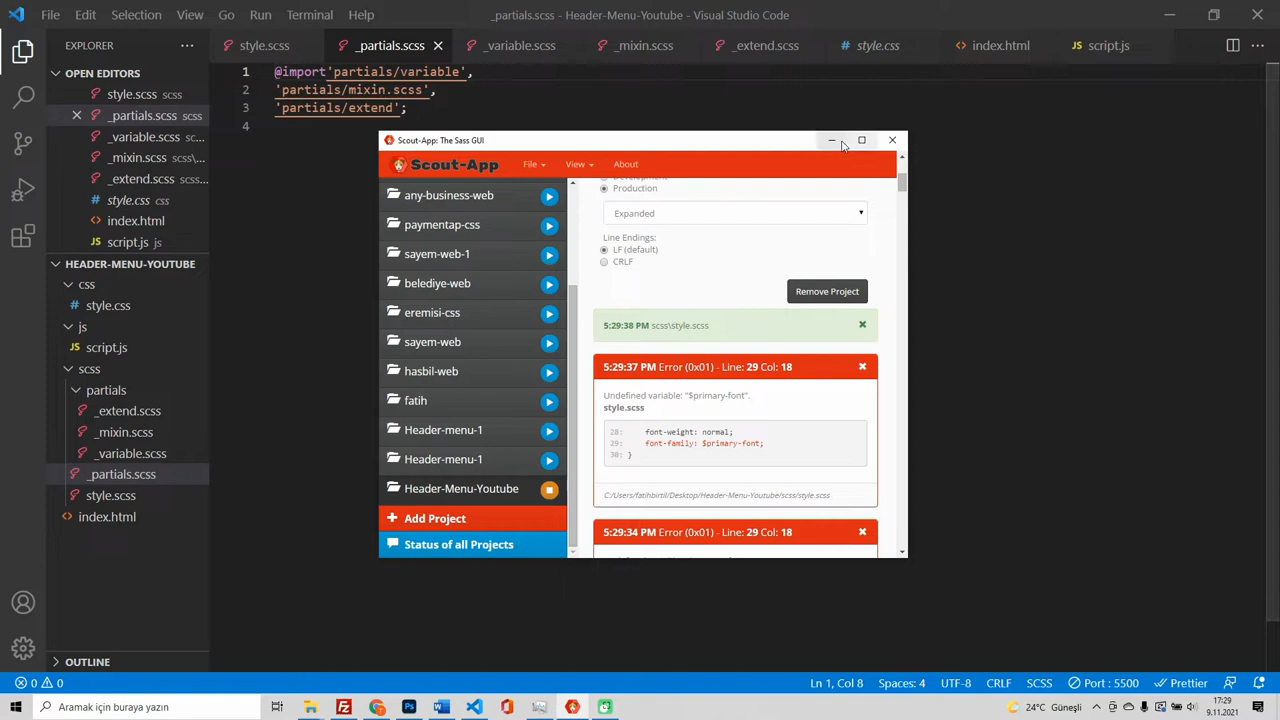 File Edit Selection View Go Run Terminal Help
_partials.scss - Header-Menu-Youtube - Visual Studio Code
EXPLORER
style.scss
_partials.scss
_variable.scss
_mixin.scss
_extend.scss
style.css
index.html
script.js
OPEN EDITORS
style.scss scss
_partials.scss scss
_variable.scss sc...
_mixin.scss sc...
_extend.scss scss...
style.css css
index.html
script.js js
HEADER-MENU-YOUTUBE
css
style.css
js
script.js
scss
partials
_extend.scss
_mixin.scss
_variable.scss
_partials.scss
style.scss
index.html
OUTLINE
1 @import'partials/variable',
2 'partials/mixin.scss',
3 'partials/extend';
4
Scout-App: The Sass GUI
Scout-App
File View About
any-business-web
paymentap-css
sayem-web-1
belediye-web
eremisi-css
sayem-web
hasbil-web
fatih
Header-menu-1
Header-menu-1
Header-Menu-Youtube
Add Project
Status of all Projects
Production
Expanded
Line Endings:
LF (default)
CRLF
Remove Project
5:29:38 PM scss\style.scss
5:29:37 PM Error (0x01) - Line: 29 Col: 18
Undefined variable: "$primary-font".
style.scss
28: font-weight: normal;
29: font-family: $primary-font;
30: }
C:/Users/fatihbirtil/Desktop/Header-Menu-Youtube/scss/style.scss
5:29:34 PM Error (0x01) - Line: 29 Col: 18
0 0
Ln 1, Col 8 Spaces: 4 UTF-8 CRLF SCSS Port : 5500 Prettier
Aramak için buraya yazın
24°C Güneşli
17:29
9.11.2021